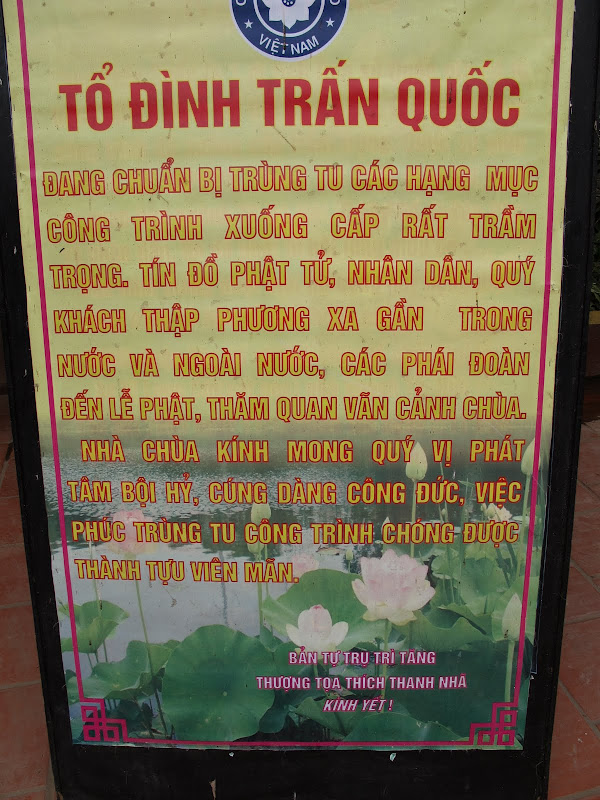 VIỆT NAM
TỔ ĐÌNH TRẤN QUỐC
ĐANG CHUẨN BỊ TRÙNG TU CÁC HẠNG MỤC
CÔNG TRÌNH XUỐNG CẤP RẤT TRẦM
TRỌNG. TÍN ĐỒ PHẬT TỬ, NHÂN DÂN, QUÝ
KHÁCH THẬP PHƯƠNG XA GẦN TRONG
NƯỚC VÀ NGOÀI NƯỚC, CÁC PHÁI ĐOÀN
ĐẾN LỄ PHẬT, THĂM QUAN VÃN CẢNH CHÙA.
NHÀ CHÙA KÍNH MONG QUÝ VỊ PHÁT
TÂM BỘI HỶ, CÚNG DÀNG CÔNG ĐỨC, VIỆC
PHÚC TRÙNG TU CÔNG TRÌNH CHÓNG ĐƯỢC
THÀNH TỰU VIÊN MÃN.
BẢN TỰ TRỤ TRÌ TĂNG
THƯỢNG TỌA THÍCH THANH NHÃ
KÍNH YẾT !